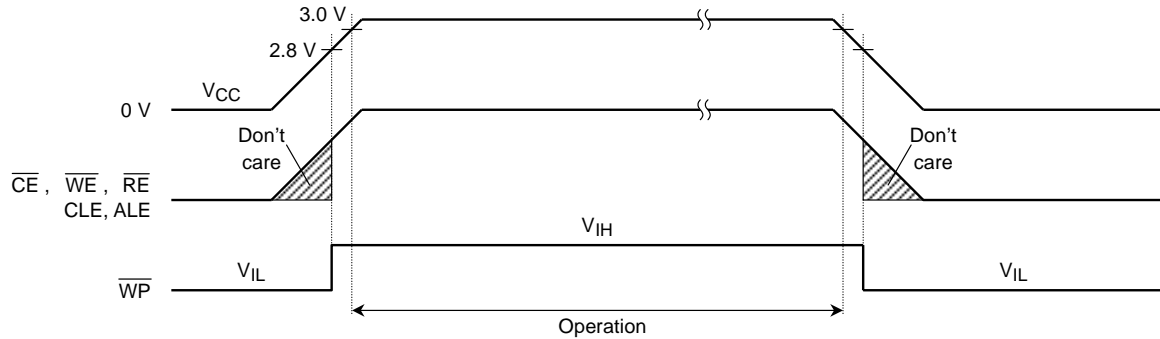 3.0 V
2.8 V
VCC
0 V
Don't
care
Don't
care
CE , WE , RE
CLE, ALE
VIH
VIL
VIL
WP
Operation